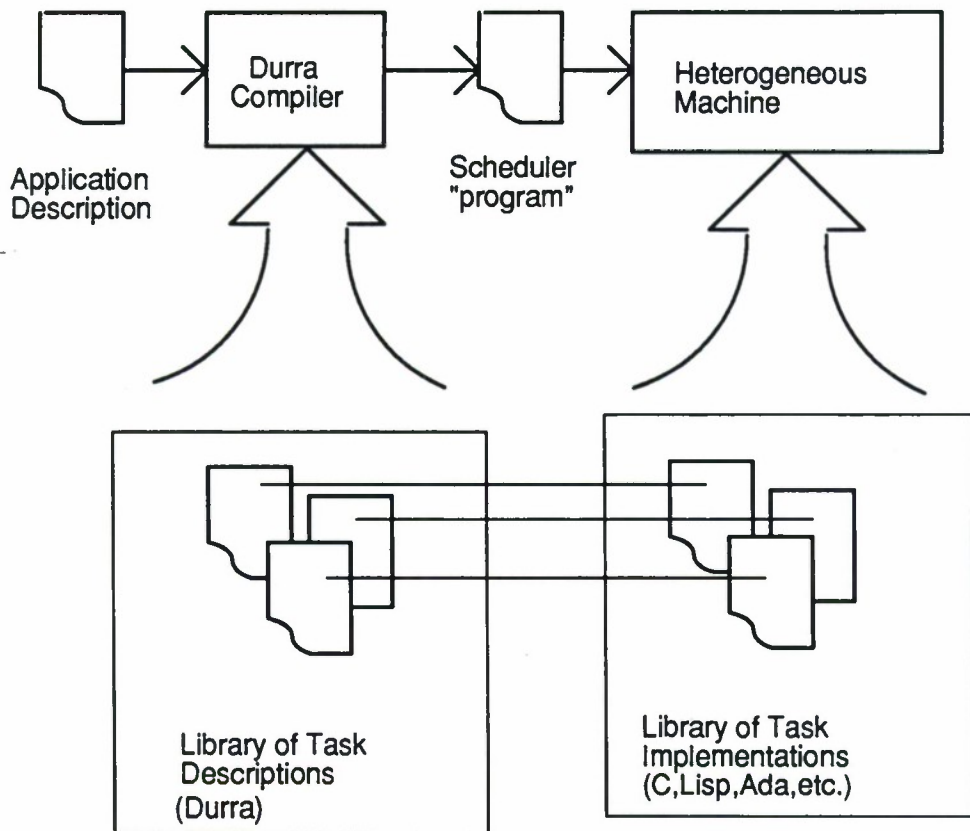 Durra
Compiler
Heterogeneous
Machine
Application
Description
Scheduler
"program"
Library of Task
Descriptions
(Durra)
Library of Task
Implementations
(C,Lisp,Ada,etc.)